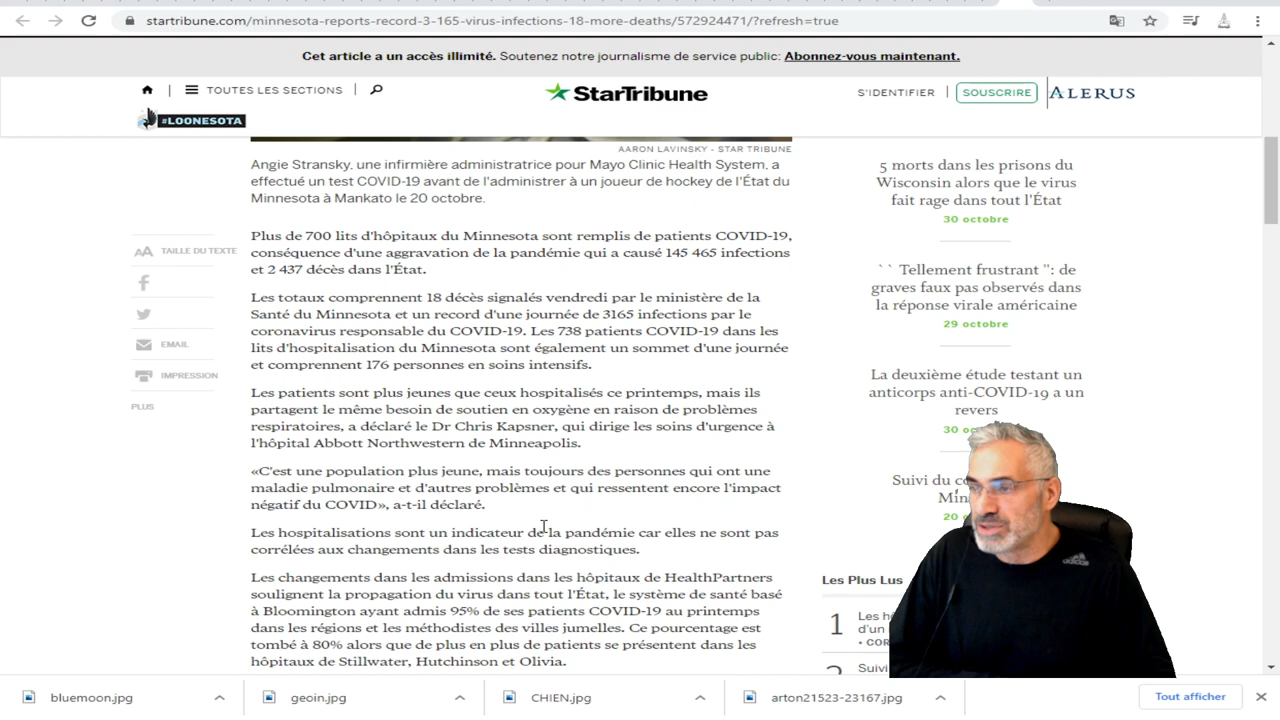 startribune.com/minnesota-reports-record-3-165-virus-infections-18-more-deaths/572924471/?refresh=true
Cet article a un accès illimité. Soutenez notre journalisme de service public: Abonnez-vous maintenant.
TOUTES LES SECTIONS
StarTribune
S'IDENTIFIER
SOUSCRIRE
ALERUS
#LOONESOTA
AARON LAVINSKY - STAR TRIBUNE
Angie Stransky, une infirmière administratrice pour Mayo Clinic Health System, a
effectué un test COVID-19 avant de l'administrer à un joueur de hockey de l'État du
Minnesota à Mankato le 20 octobre.
AA TAILLE DU TEXTE
EMAIL
IMPRESSION
PLUS
Plus de 700 lits d'hôpitaux du Minnesota sont remplis de patients COVID-19,
conséquence d'une aggravation de la pandémie qui a causé 145 465 infections
et 2 437 décès dans l'État.
Les totaux comprennent 18 décès signalés vendredi par le ministère de la
Santé du Minnesota et un record d'une journée de 3165 infections par le
coronavirus responsable du COVID-19. Les 738 patients COVID-19 dans les
lits d'hospitalisation du Minnesota sont également un sommet d'une journée
et comprennent 176 personnes en soins intensifs.
Les patients sont plus jeunes que ceux hospitalisés ce printemps, mais ils
partagent le même besoin de soutien en oxygène en raison de problèmes
respiratoires, a déclaré le Dr Chris Kapsner, qui dirige les soins d'urgence à
l'hôpital Abbott Northwestern de Minneapolis.
«C'est une population plus jeune, mais toujours des personnes qui ont une
maladie pulmonaire et d'autres problèmes et qui ressentent encore l'impact
négatif du COVID», a-t-il déclaré.
Les hospitalisations sont un indicateur de la pandémie car elles ne sont pas
corrélées aux changements dans les tests diagnostiques.
Les changements dans les admissions dans les hôpitaux de HealthPartners
soulignent la propagation du virus dans tout l'État, le système de santé basé
à Bloomington ayant admis 95% de ses patients COVID-19 au printemps
dans les régions et les méthodistes des villes jumelles. Ce pourcentage est
tombé à 80% alors que de plus en plus de patients se présentent dans les
hôpitaux de Stillwater, Hutchinson et Olivia.
5 morts dans les prisons du
Wisconsin alors que le virus
fait rage dans tout l'État
30 octobre
`` Tellement frustrant '': de
graves faux pas observés dans
la réponse virale américaine
29 octobre
La deuxième étude testant un
anticorps anti-COVID-19 a un
revers
30
Suivi du
20
Les Plus Lus
1 Les
d'un
• COR
Suivi
bluemoon.jpg
geoin.jpg
CHIEN.jpg
arton21523-23167.jpg
Tout afficher
adidas